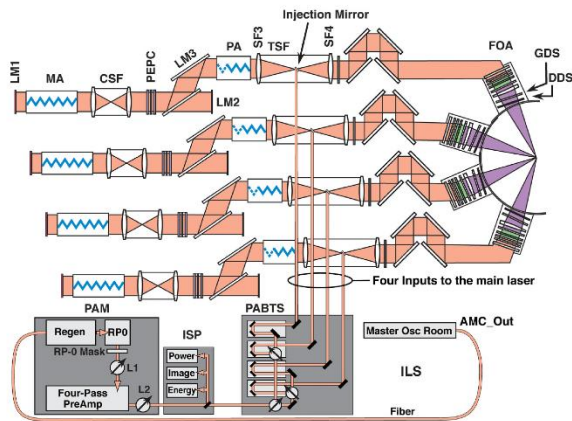 Injection Mirror
LM1
MA
CSF
PEPC
LM3
PA
SF3
TSF
SF4
FOA
GDS
DDS
LM2
Four Inputs to the main laser
PAM
ISP
PABTS
Master Osc Room
AMC_Out
ILS
Regen
RP0
RP-0 Mask
L1
Four-Pass
PreAmp
L2
Power
Image
Energy
Fiber